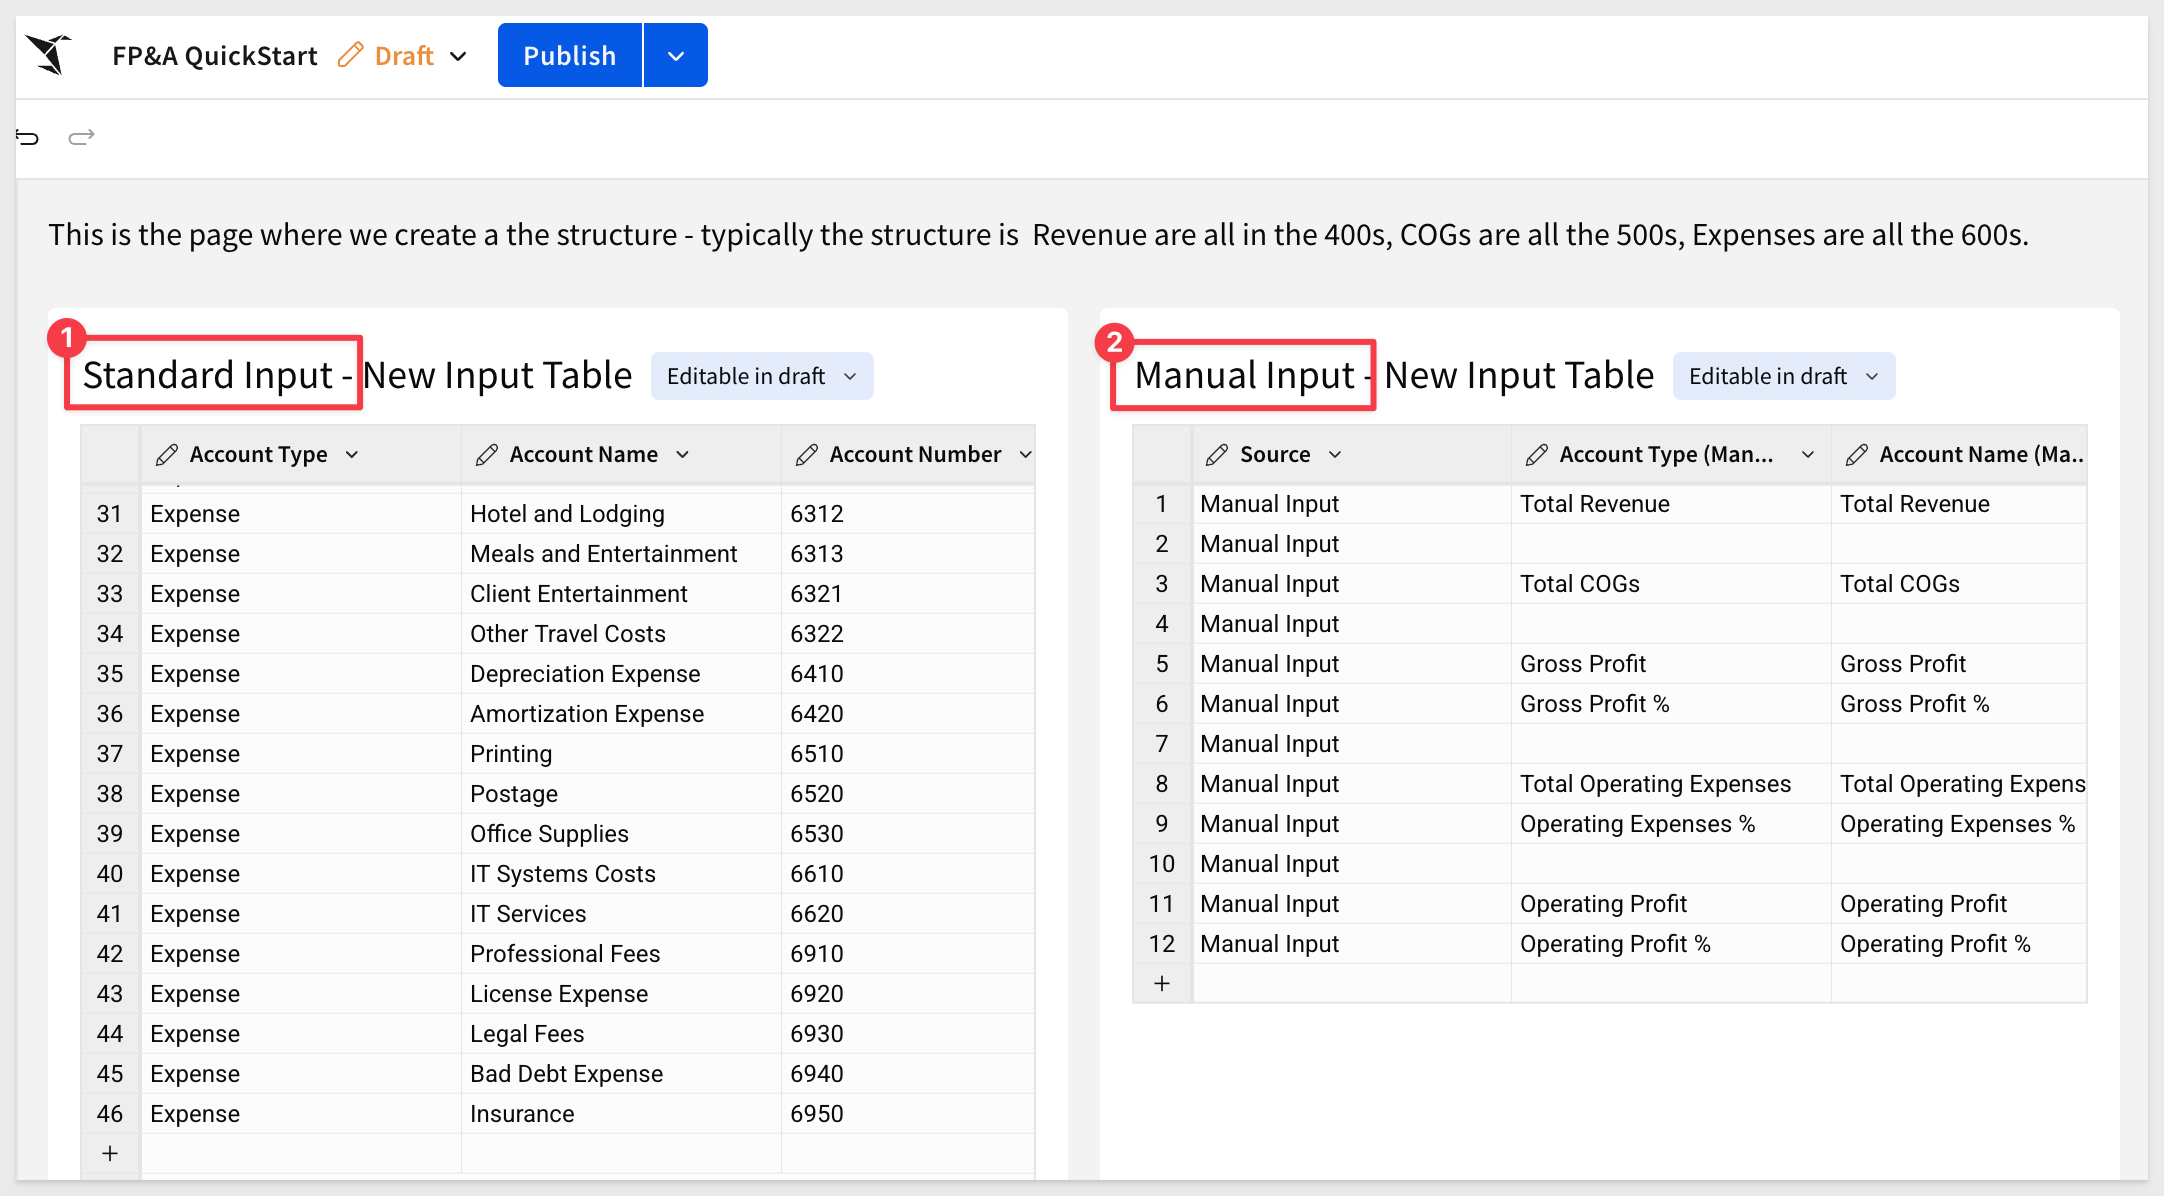 FP&A QuickStart Draft Publish
This is the page where we create a the structure - typically the structure is  Revenue are all in the 400s, COGs are all the 500s, Expenses are all the 600s.
1
Standard Input - New Input Table Editable in draft
Account Type Account Name Account Number
31 Expense Hotel and Lodging 6312
32 Expense Meals and Entertainment 6313
33 Expense Client Entertainment 6321
34 Expense Other Travel Costs 6322
35 Expense Depreciation Expense 6410
36 Expense Amortization Expense 6420
37 Expense Printing 6510
38 Expense Postage 6520
39 Expense Office Supplies 6530
40 Expense IT Systems Costs 6610
41 Expense IT Services 6620
42 Expense Professional Fees 6910
43 Expense License Expense 6920
44 Expense Legal Fees 6930
45 Expense Bad Debt Expense 6940
46 Expense Insurance 6950
+
2
Manual Input - New Input Table Editable in draft
Source Account Type (Man... Account Name (Ma..
1 Manual Input Total Revenue Total Revenue
2 Manual Input
3 Manual Input Total COGs Total COGs
4 Manual Input
5 Manual Input Gross Profit Gross Profit
6 Manual Input Gross Profit % Gross Profit %
7 Manual Input
8 Manual Input Total Operating Expenses Total Operating Expens
9 Manual Input Operating Expenses % Operating Expenses %
10 Manual Input
11 Manual Input Operating Profit Operating Profit
12 Manual Input Operating Profit % Operating Profit %
+